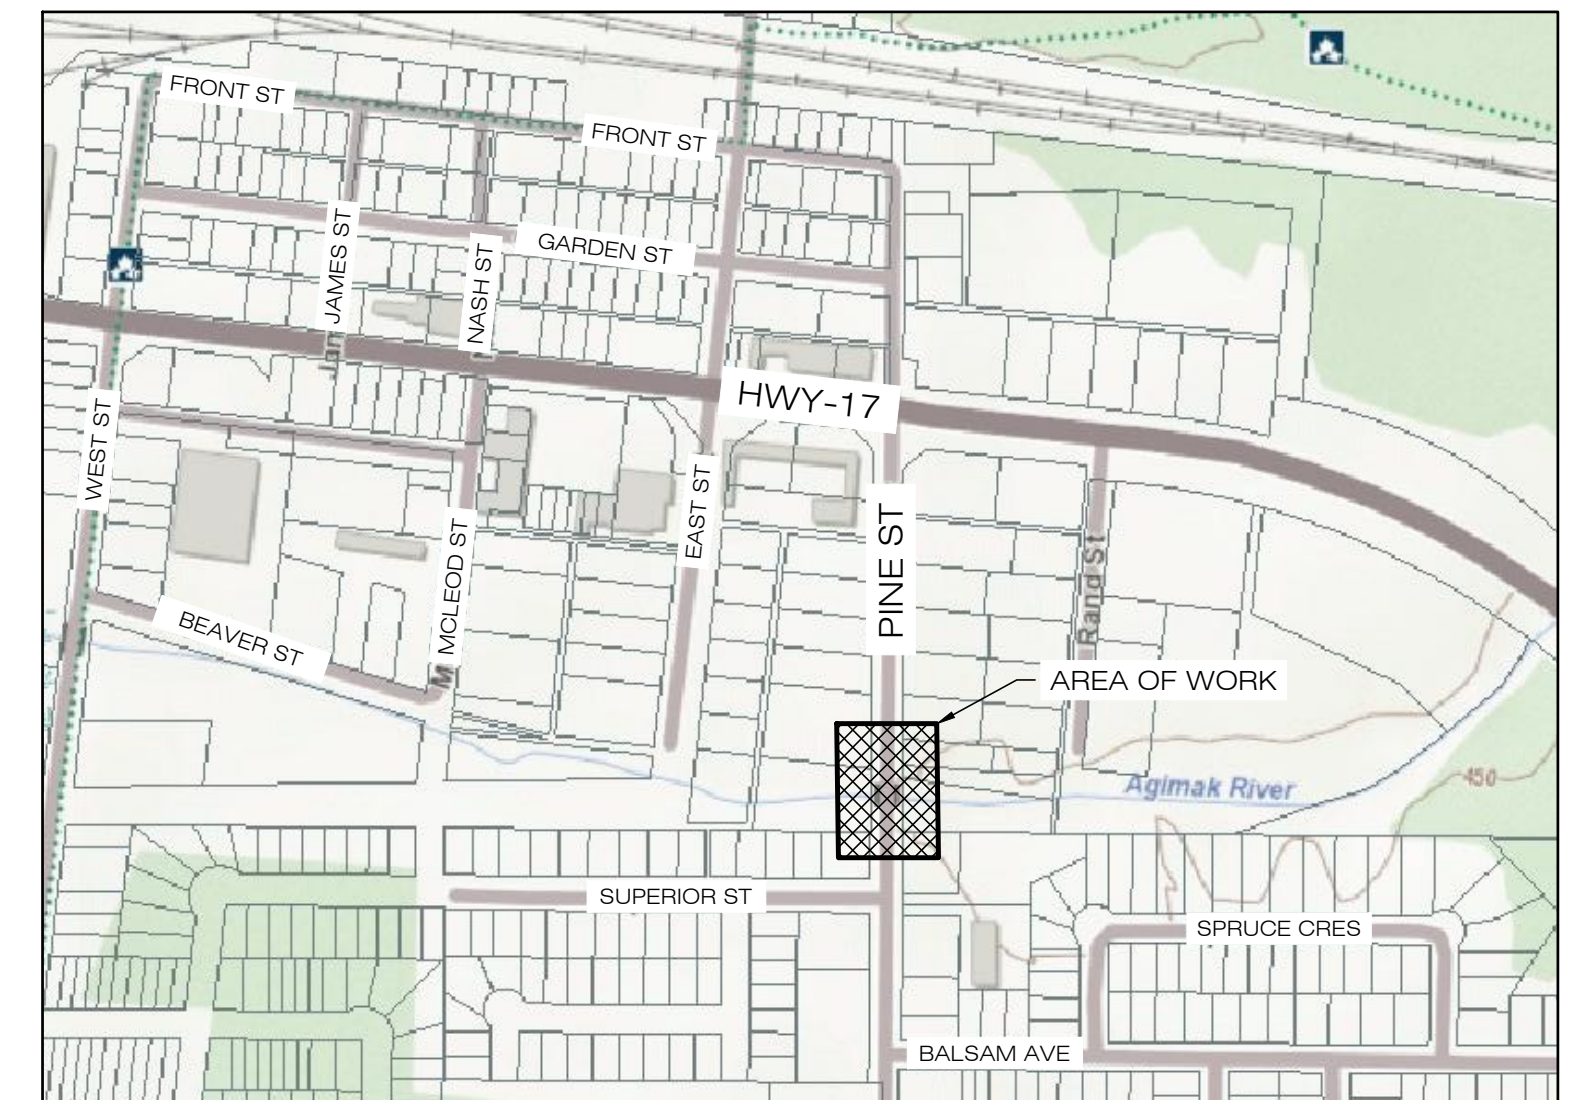 FRONT ST
FRONT ST
JAMES ST
NASH ST
GARDEN ST
HWY-17
WEST ST
MCLEOD ST
EAST ST
PINE ST
Rand St
BEAVER ST
AREA OF WORK
Agimak River
450
SUPERIOR ST
SPRUCE CRES
BALSAM AVE